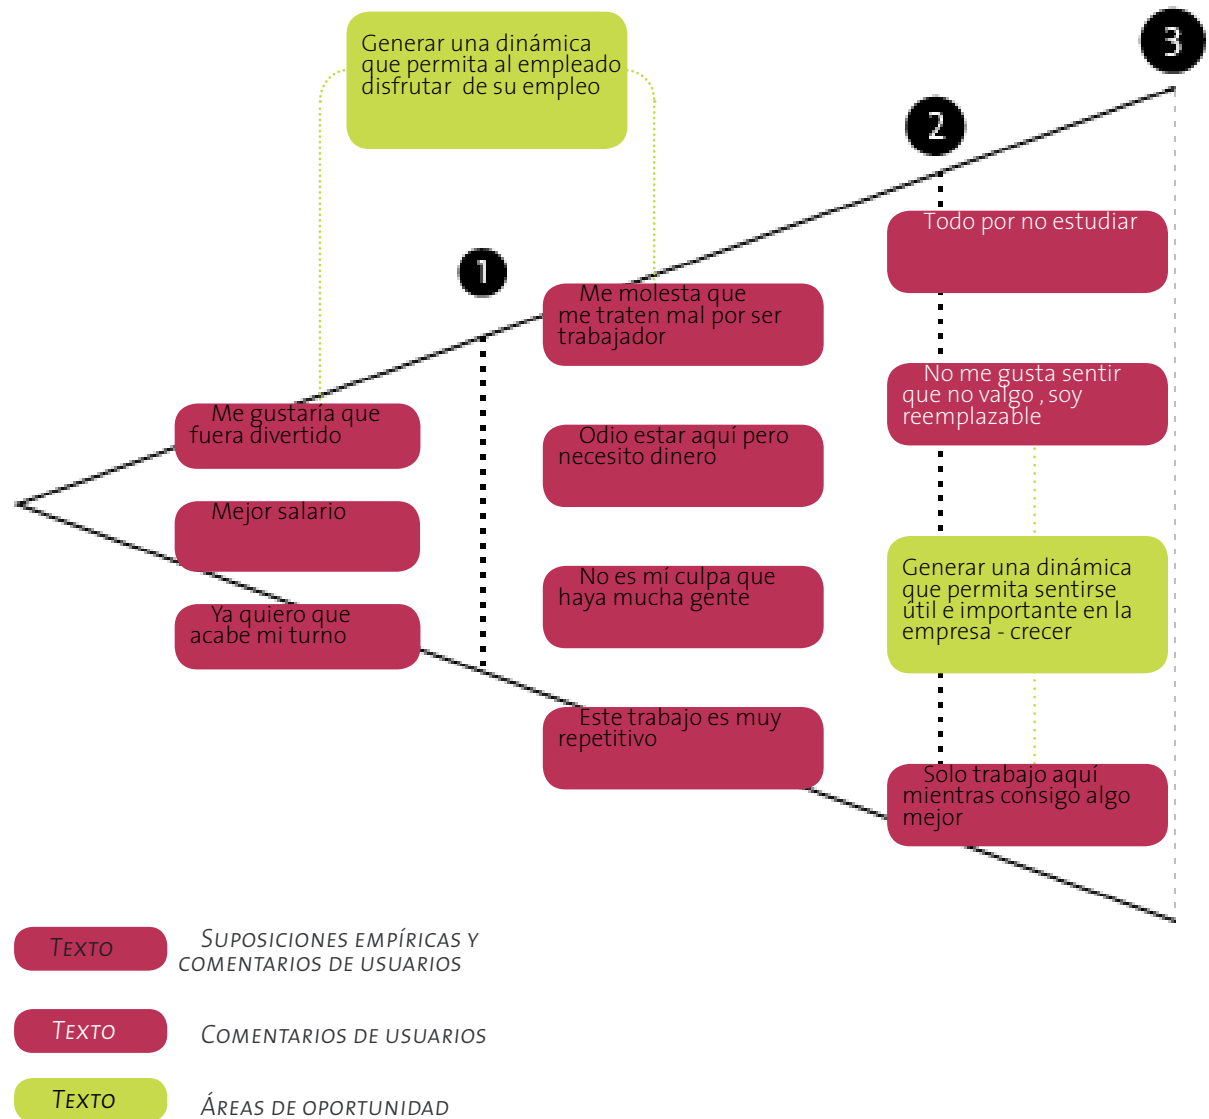 Generar una dinámica
que permita al empleado
disfrutar de su empleo
3
2
1
Todo por no estudiar
Me molesta que
me traten mal por ser
trabajador
No me gusta sentir
que no valgo , soy
reemplazable
Me gustaría que
fuera divertido
Odio estar aquí pero
necesito dinero
Mejor salario
Generar una dinámica
que permita sentirse
útil e importante en la
empresa - crecer
No es mí culpa que
haya mucha gente
Ya quiero que
acabe mi turno
Este trabajo es muy
repetitivo
Sólo trabajo aquí
mientras consigo algo
mejor
Texto
Suposiciones empíricas y
comentarios de usuarios
Texto
Comentarios de usuarios
Texto
Áreas de oportunidad